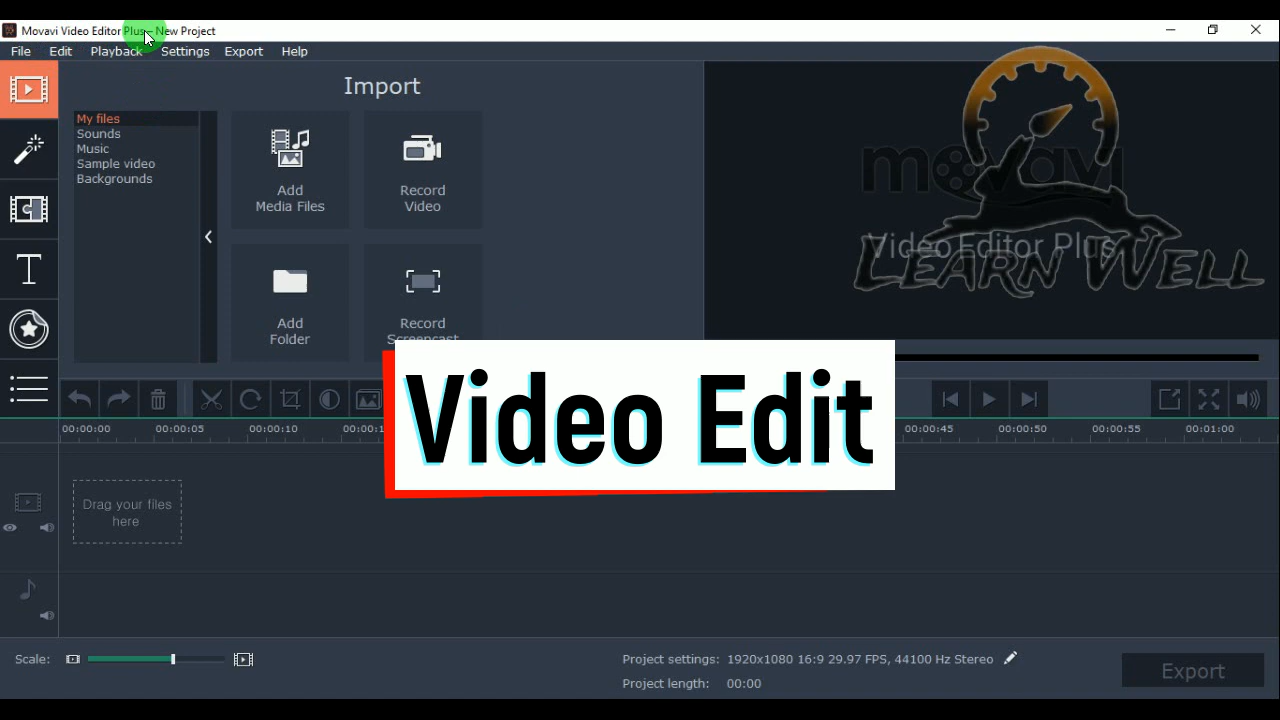 Movavi Video Editor Plus – New Project
File Edit Playback Settings Export Help
Import
My files
Sounds
Music
Sample video
Backgrounds
Add
Media Files
Record
Video
Add
Folder
Record
Screencast
movavi
Video Editor Plus
LEARN WELL
Video Edit
00:00:00 00:00:05 00:00:10 00:00:1 00:00:45 00:00:50 00:00:55 00:01:00
Drag your files
here
Scale:
Project settings: 1920x1080 16:9 29.97 FPS, 44100 Hz Stereo
Project length: 00:00
Export